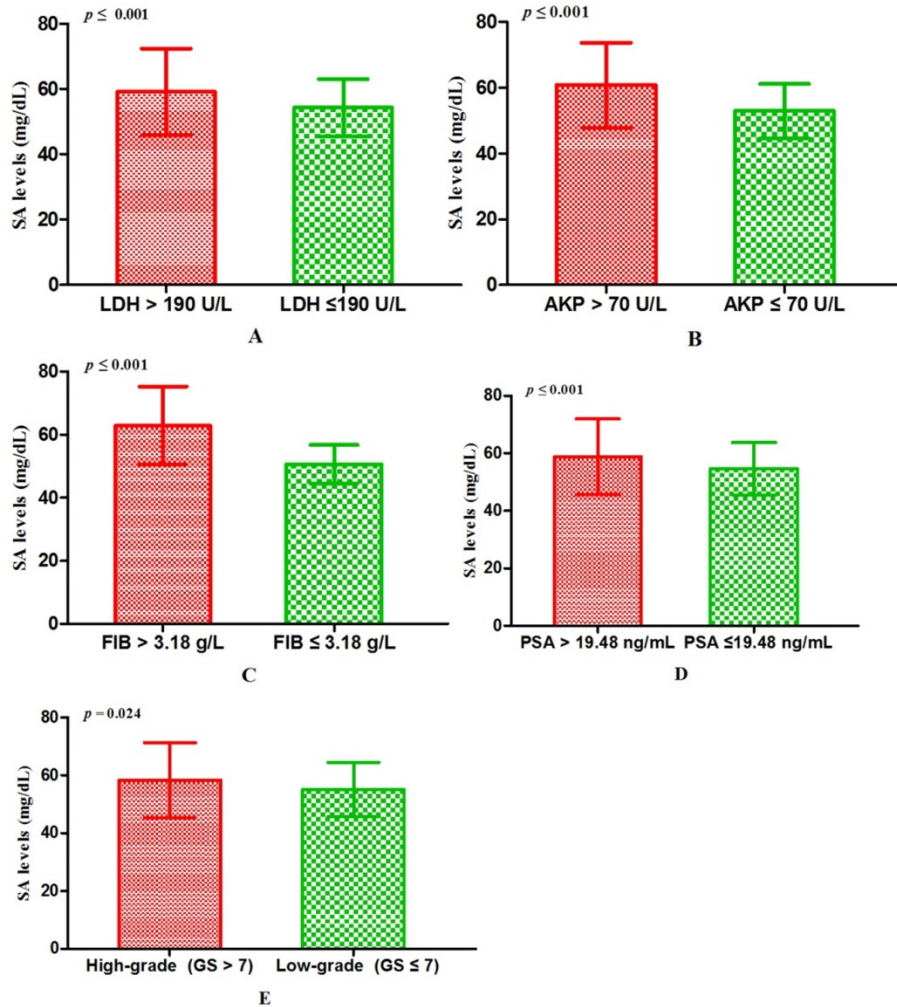 p ≤ 0.001
SA levels (mg/dL)
80
60
40
20
0
LDH > 190 U/L LDH ≤190 U/L
A
p ≤ 0.001
SA levels (mg/dL)
80
60
40
20
0
AKP > 70 U/L AKP ≤ 70 U/L
B
p ≤ 0.001
SA levels (mg/dL)
80
60
40
20
0
FIB > 3.18 g/L FIB ≤ 3.18 g/L
C
p ≤ 0.001
SA levels (mg/dL)
80
60
40
20
0
PSA > 19.48 ng/mL PSA ≤19.48 ng/mL
D
p = 0.024
SA levels (mg/dL)
80
60
40
20
0
High-grade (GS > 7) Low-grade (GS ≤ 7)
E